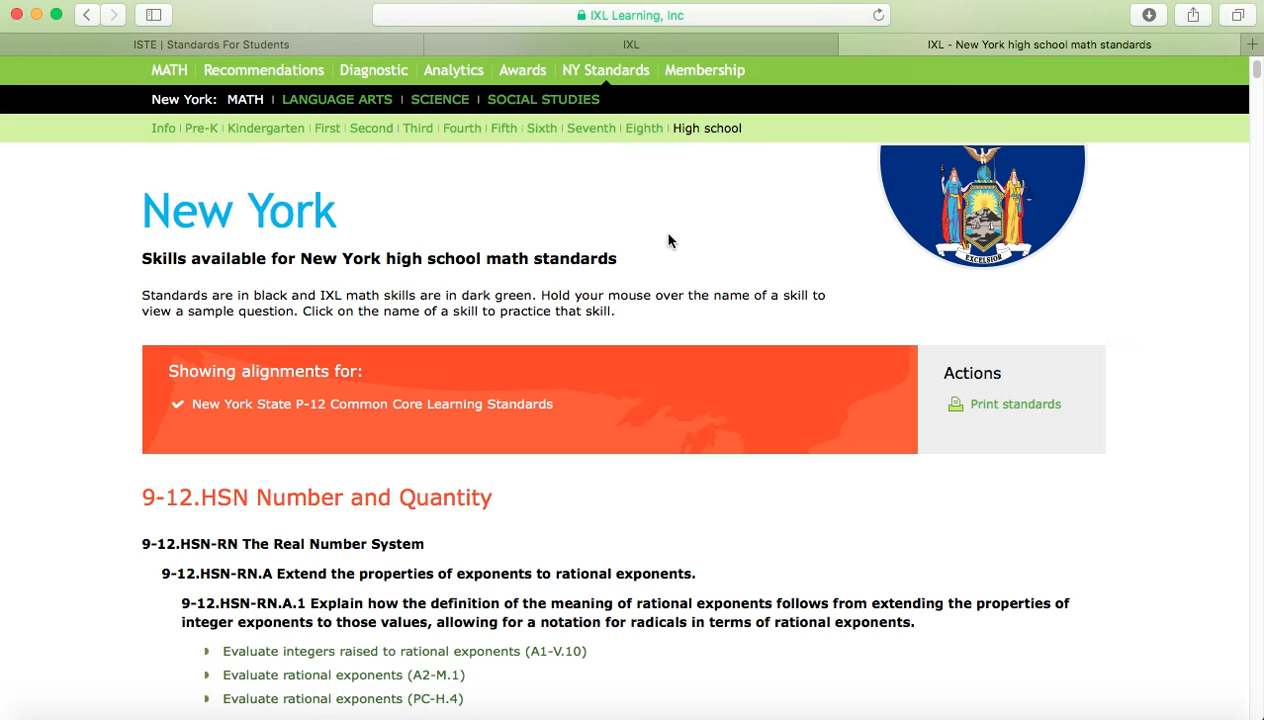 IXL Learning, Inc
ISTE | Standards For Students
IXL
IXL - New York high school math standards
MATH
Recommendations
Diagnostic
Analytics
Awards
NY Standards
Membership
New York: MATH | LANGUAGE ARTS | SCIENCE | SOCIAL STUDIES
Info | Pre-K | Kindergarten | First | Second | Third | Fourth | Fifth | Sixth | Seventh | Eighth | High school
EXCELSIOR
New York
Skills available for New York high school math standards
Standards are in black and IXL math skills are in dark green. Hold your mouse over the name of a skill to
view a sample question. Click on the name of a skill to practice that skill.
Showing alignments for:
New York State P-12 Common Core Learning Standards
Actions
Print standards
9-12.HSN Number and Quantity
9-12.HSN-RN The Real Number System
9-12.HSN-RN.A Extend the properties of exponents to rational exponents.
9-12.HSN-RN.A.1 Explain how the definition of the meaning of rational exponents follows from extending the properties of
integer exponents to those values, allowing for a notation for radicals in terms of rational exponents.
Evaluate integers raised to rational exponents (A1-V.10)
Evaluate rational exponents (A2-M.1)
Evaluate rational exponents (PC-H.4)